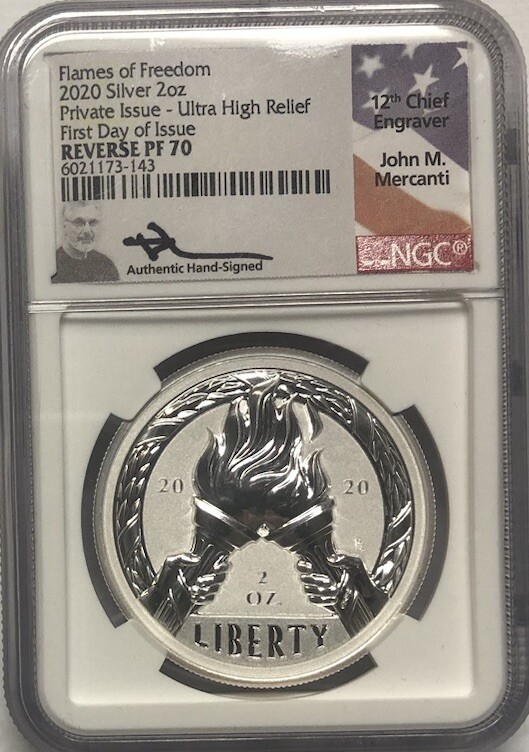 Flames of Freedom
2020 Silver 2oz
Private Issue - Ultra High Relief
First Day of Issue
REVERSE PF 70
6021173-143
Authentic Hand-Signed
12th Chief
Engraver
John M.
Mercanti
NGC®
20 20
2
OZ.
LIBERTY